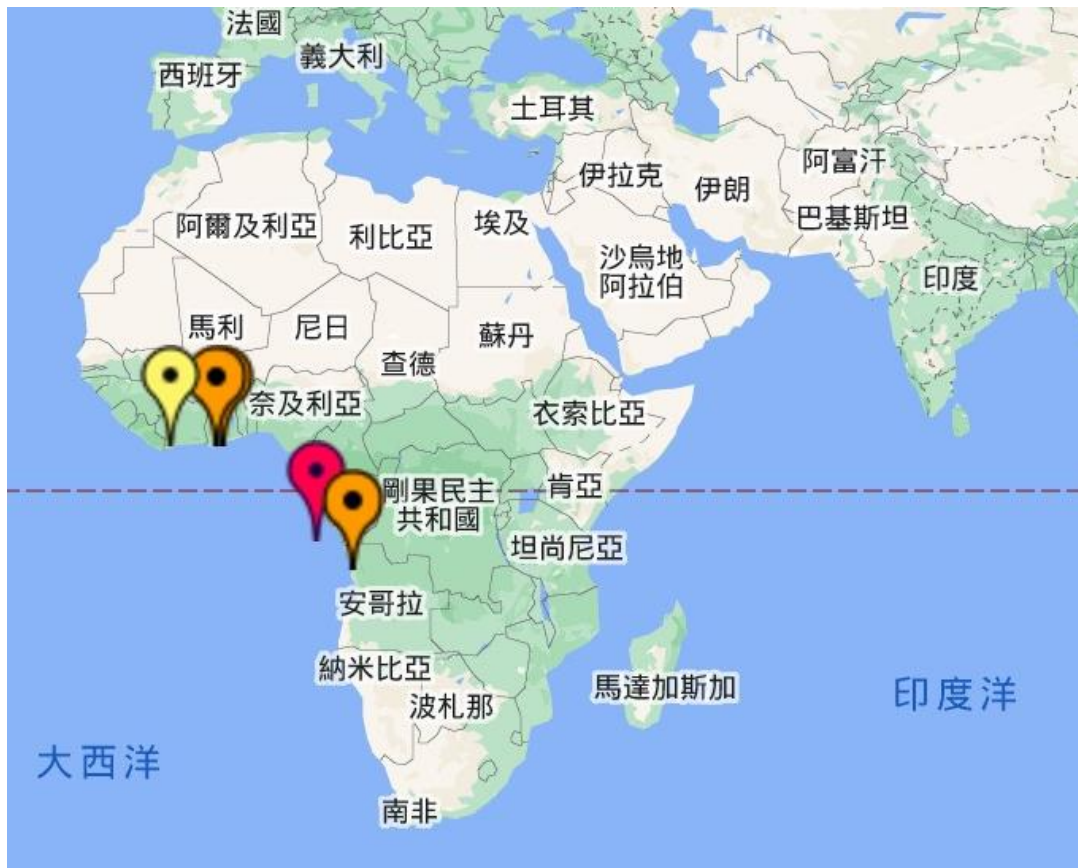 法國
義大利
西班牙
土耳其
阿富汗
伊拉克
伊朗
巴基斯坦
阿爾及利亞
利比亞
埃及
沙烏地
阿拉伯
印度
馬利
尼日
蘇丹
查德
奈及利亞
衣索比亞
剛果民主
共和國
肯亞
坦尚尼亞
安哥拉
納米比亞
馬達加斯加
波札那
印度洋
大西洋
南非